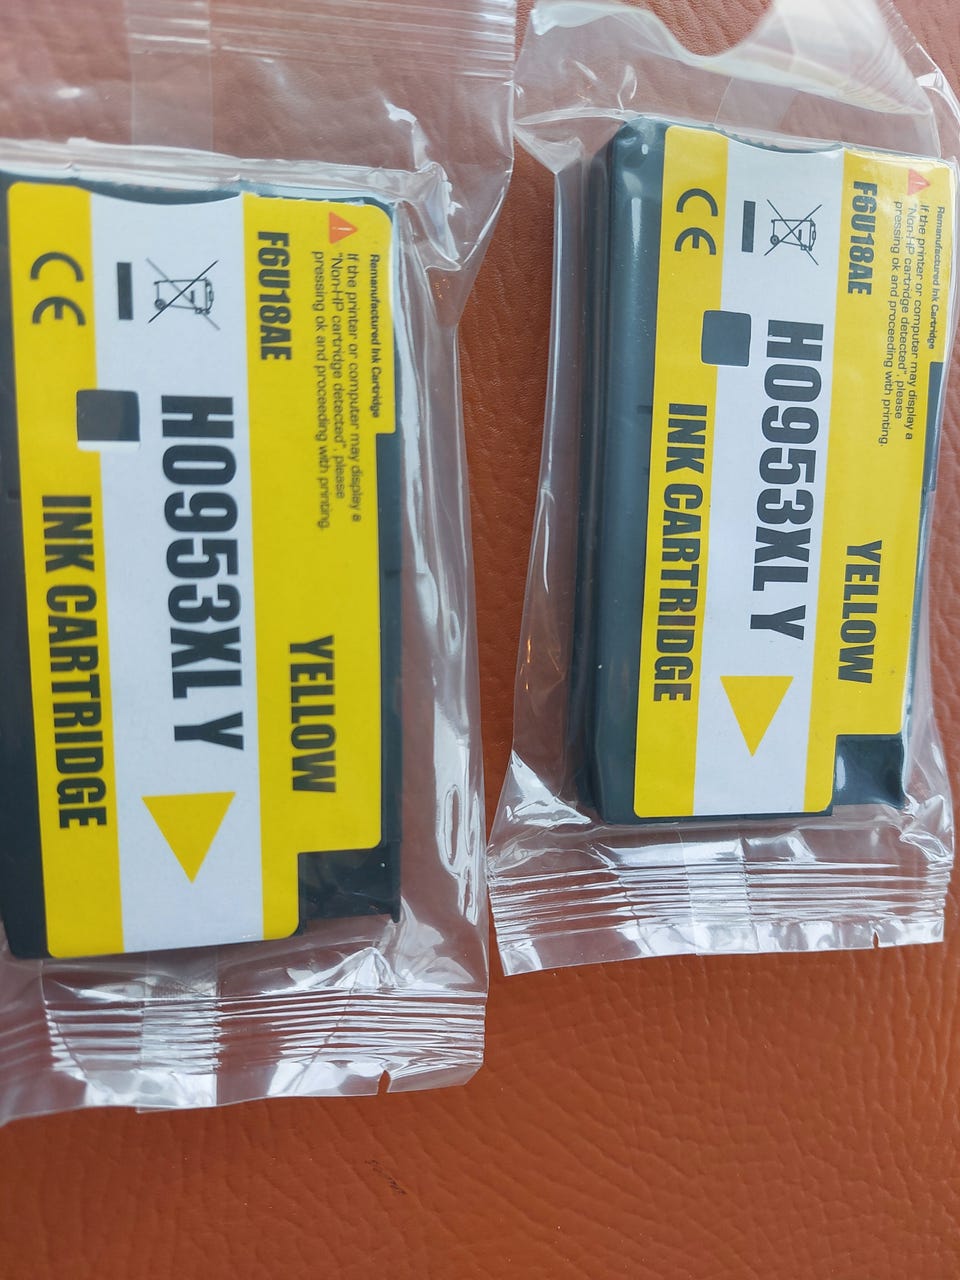 Remanufactured Ink Cartridge
If the printer or computer may display a
"Non-HP cartridge detected", please
pressing ok and proceeding with printing.
F6U18AE
YELLOW
H0953XL Y
CE
INK CARTRIDGE
Remanufactured Ink Cartridge
If the printer or computer may display a
"Non-HP cartridge detected", please
pressing ok and proceeding with printing.
F6U18AE
YELLOW
H0953XL Y
CE
INK CARTRIDGE